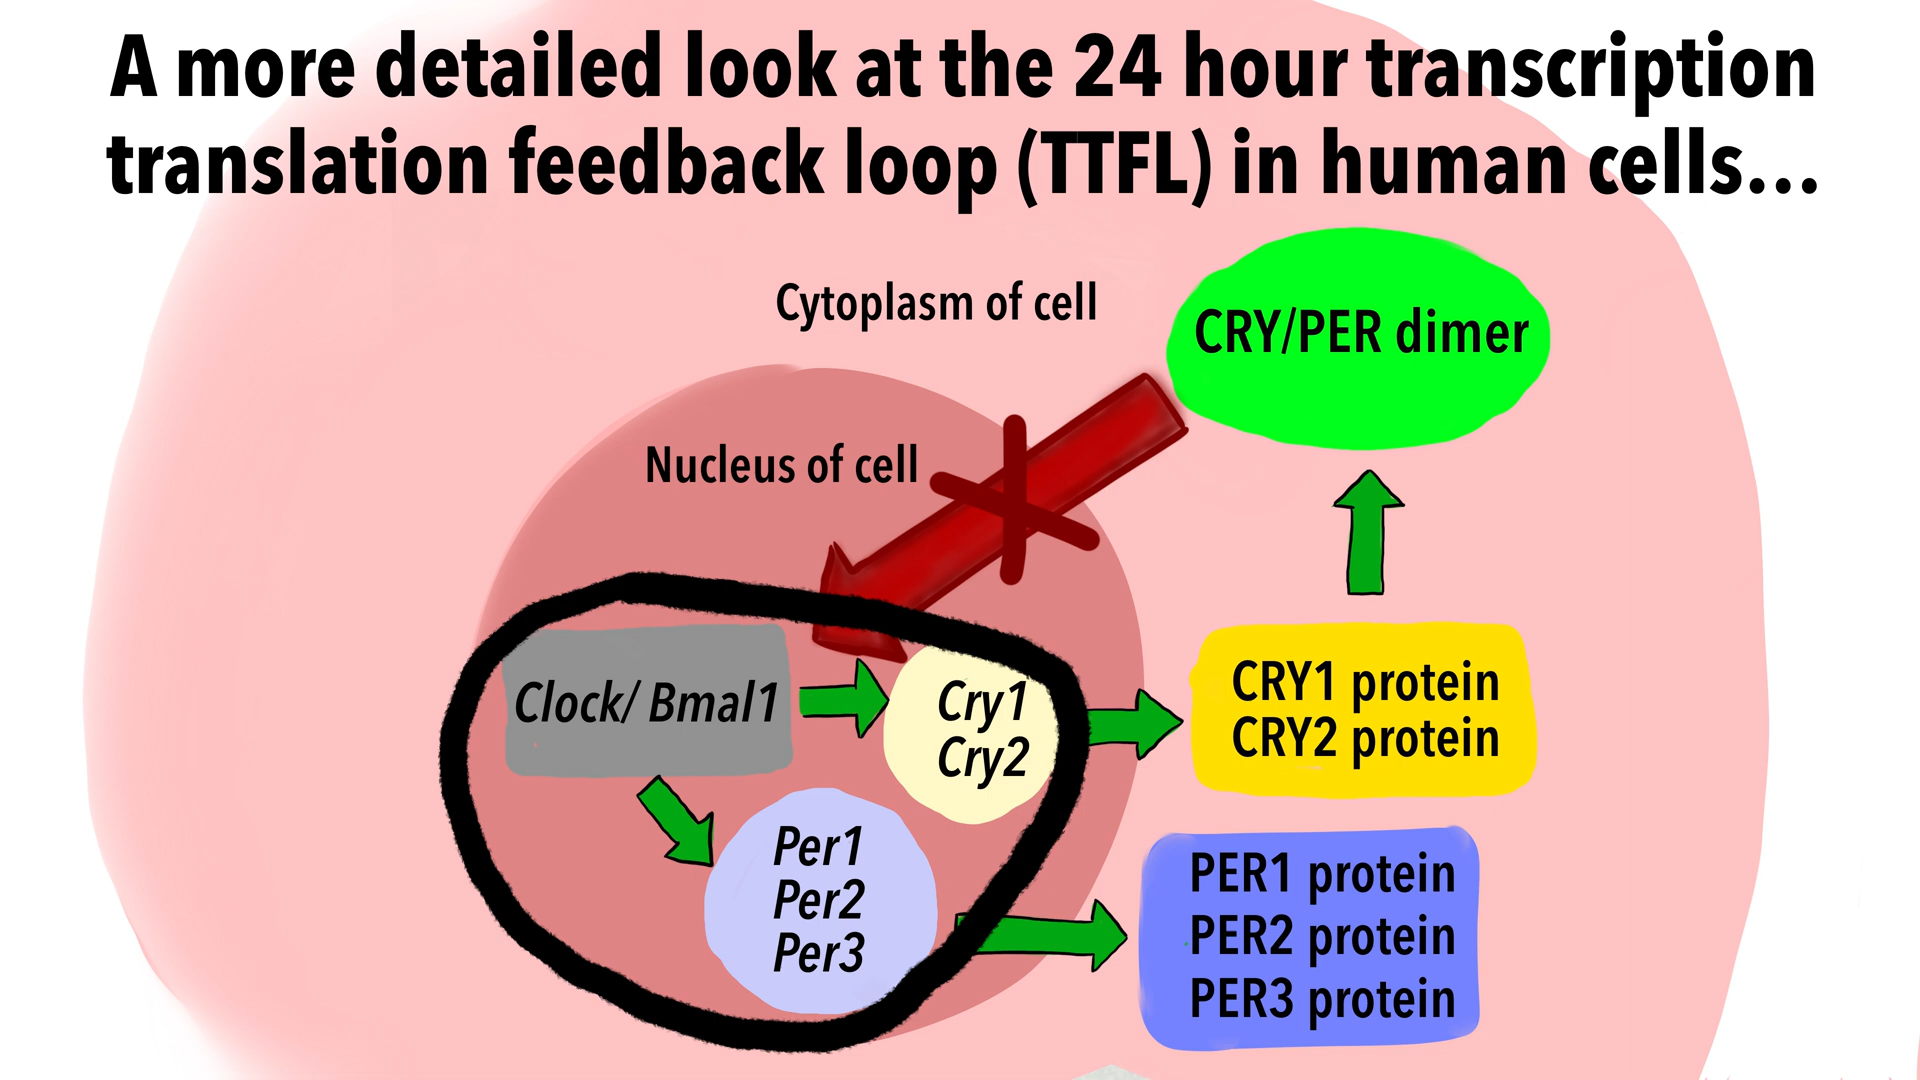 A more detailed look at the 24 hour transcription
translation feedback loop (TTFL) in human cells...
Cytoplasm of cell
CRY/PER dimer
Nucleus of cell
Clock/ Bmal1
Cry1
Cry2
CRY1 protein
CRY2 protein
Per1
Per2
Per3
PER1 protein
PER2 protein
PER3 protein